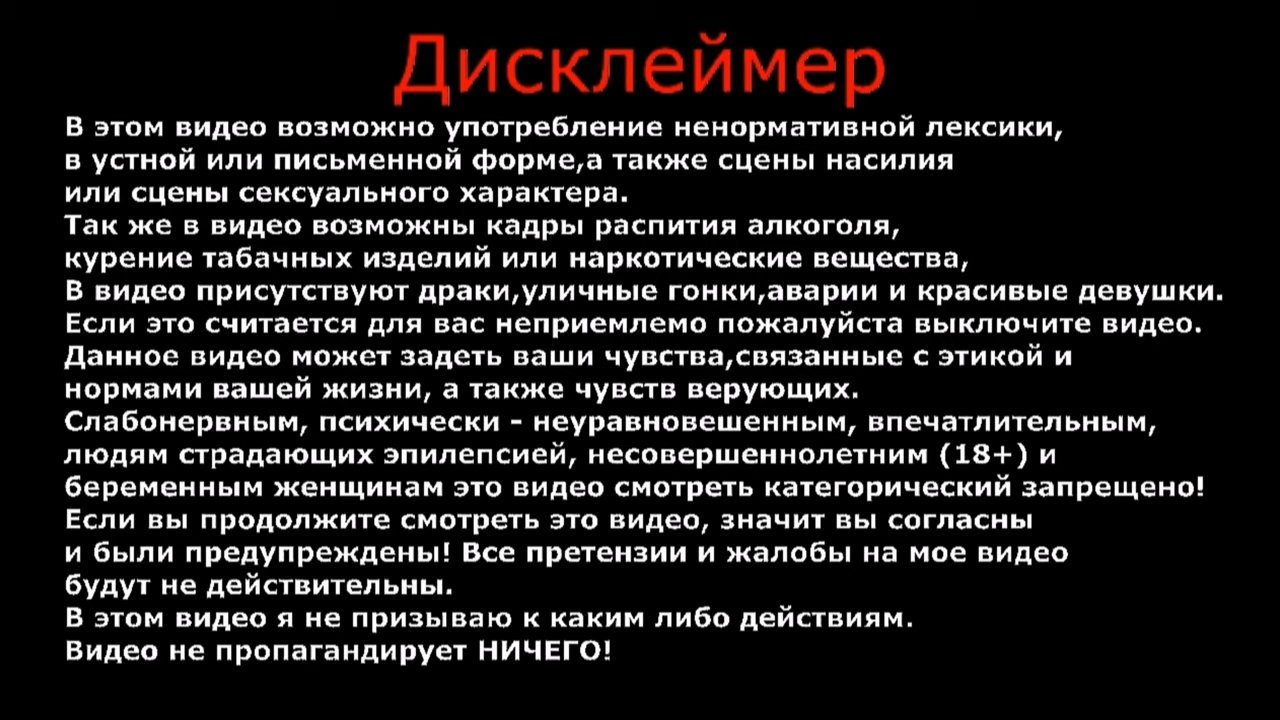 Дисклеймер
В этом видео возможно употребление ненормативной лексики,
в устной или письменной форме,а также сцены насилия
или сцены сексуального характера.
Так же в видео возможны кадры распития алкоголя,
курение табачных изделий или наркотические вещества,
В видео присутствуют драки,уличные гонки,аварии и красивые девушки.
Если это считается для вас неприемлемо пожалуйста выключите видео.
Данное видео может задеть ваши чувства,связанные с этикой и
нормами вашей жизни, а также чувств верующих.
Слабонервным, психически - неуравновешенным, впечатлительным,
людям страдающих эпилепсией, несовершеннолетним (18+) и
беременным женщинам это видео смотреть категорический запрещено!
Если вы продолжите смотреть это видео, значит вы согласны
и были предупреждены! Все претензии и жалобы на мое видео
будут не действительны.
В этом видео я не призываю к каким либо действиям.
Видео не пропагандирует НИЧЕГО!